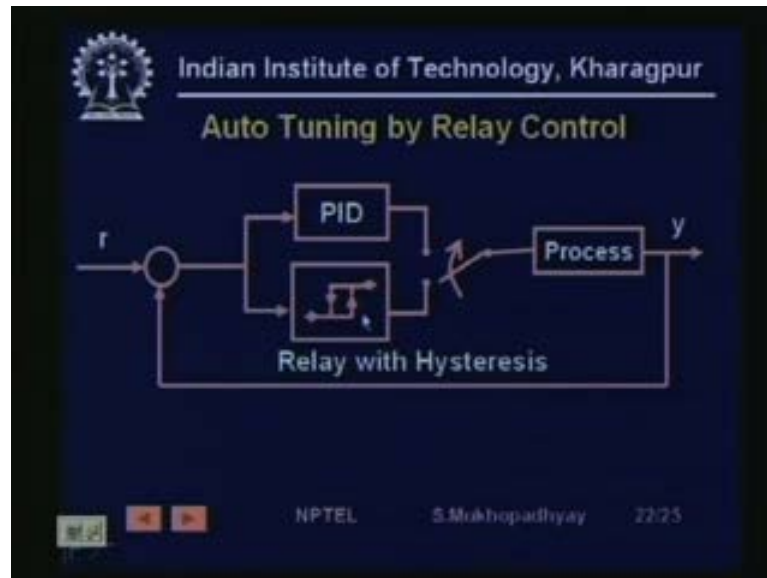 Indian Institute of Technology, Kharagpur
Auto Tuning by Relay Control
PID
r
Process
y
Relay with Hysteresis
NPTEL S.Mukhopadhyay 22/25